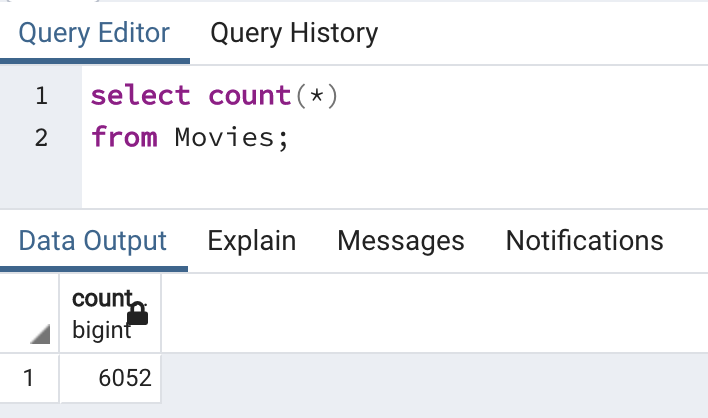 Query Editor Query History
1 select count(*)
2 from Movies;
Data Output Explain Messages Notifications
count
bigint
1 6052